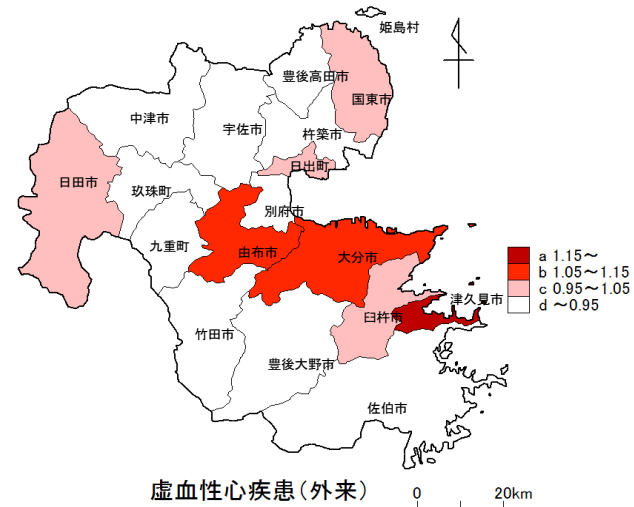 姫島村
豊後高田市
国東市
中津市
宇佐市
杵築市
日出町
日田市
玖珠町
別府市
九重町
由布市
大分市
a 1.15～
b 1.05～1.15
c 0.95～1.05
d ～0.95
津久見市
臼杵市
竹田市
豊後大野市
佐伯市
虚血性心疾患（外来）
0 20km